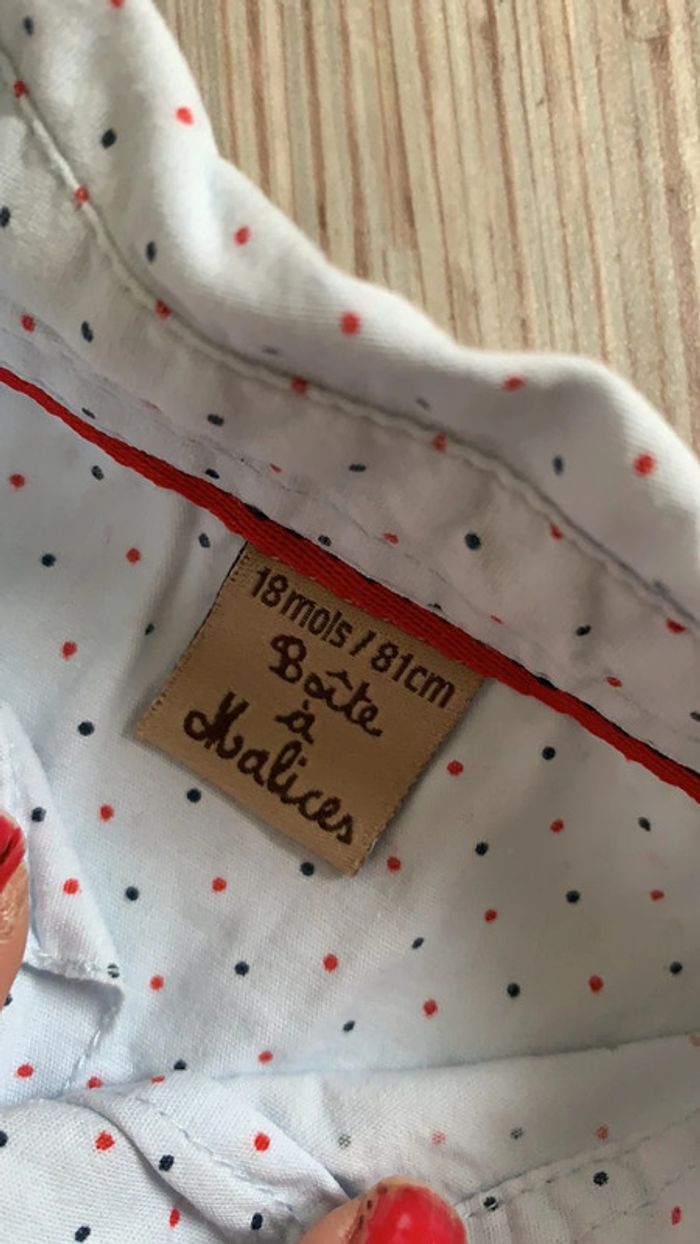 18 mois / 81cm
Boîte
à
Malices